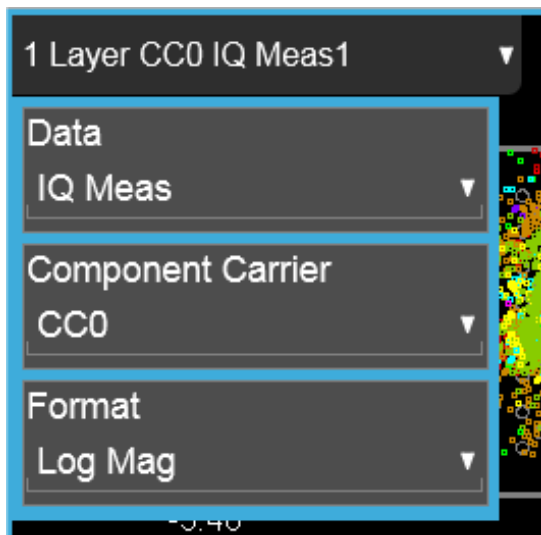 1 Layer CC0 IQ Meas1
Data
IQ Meas
Component Carrier
CC0
Format
Log Mag